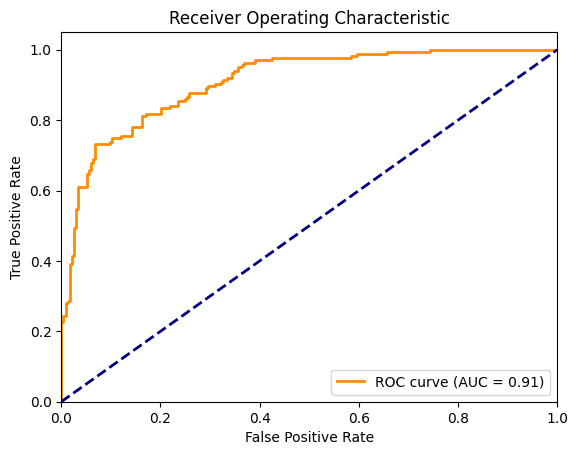 Receiver Operating Characteristic
True Positive Rate
1.0
0.8
0.6
0.4
0.2
0.0
ROC curve (AUC = 0.91)
0.0 0.2 0.4 0.6 0.8 1.0
False Positive Rate